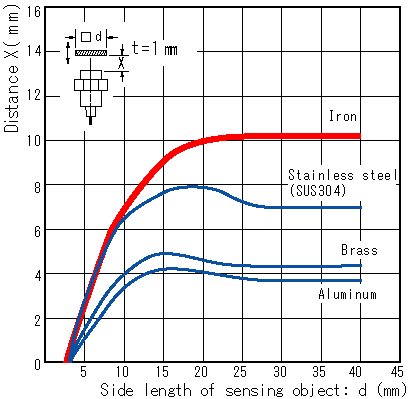 Distance X( mm)
16
14
12
10
8
6
4
2
0
□ d
t=1 mm
X
Iron
Stainless steel
(SUS304)
Brass
Aluminum
5 10 15 20 25 30 35 40 45
Side length of sensing object: d (mm)